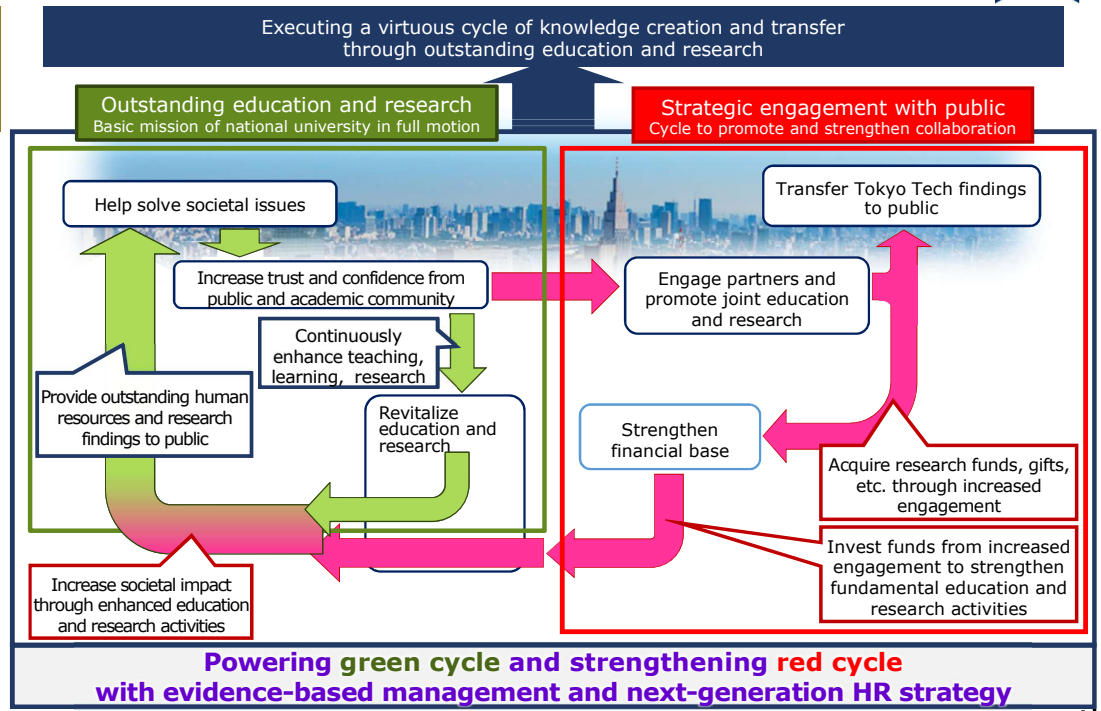 Executing a virtuous cycle of knowledge creation and transfer
through outstanding education and research
Outstanding education and research
Basic mission of national university in full motion
Strategic engagement with public
Cycle to promote and strengthen collaboration
Help solve societal issues
Transfer Tokyo Tech findings
to public
Increase trust and confidence from
public and academic community
Engage partners and
promote joint education
and research
Continuously
enhance teaching,
learning, research
Provide outstanding human
resources and research
findings to public
Revitalize
education and
research
Strengthen
financial base
Acquire research funds, gifts,
etc. through increased
engagement
Invest funds from increased
engagement to strengthen
fundamental education and
research activities
Increase societal impact
through enhanced education
and research activities
Powering green cycle and strengthening red cycle
with evidence-based management and next-generation HR strategy